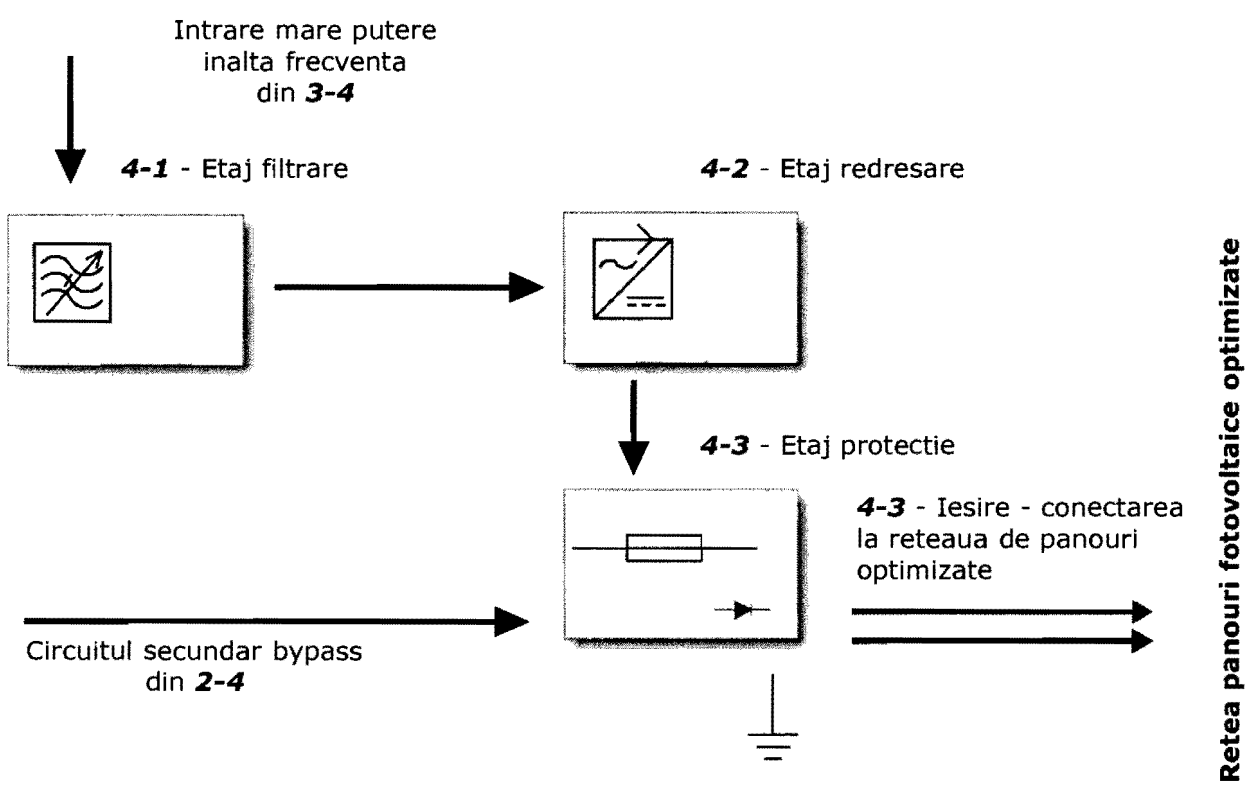 Intrare mare putere
inalta frecventa
din 3-4
4-1 - Etaj filtrare
4-2 - Etaj redresare
4-3 - Etaj protectie
4-3 - Iesire - conectarea
la reteaua de panouri
optimizate
Circuitul secundar bypass
din 2-4
Retea panouri fotovoltaice optimizate